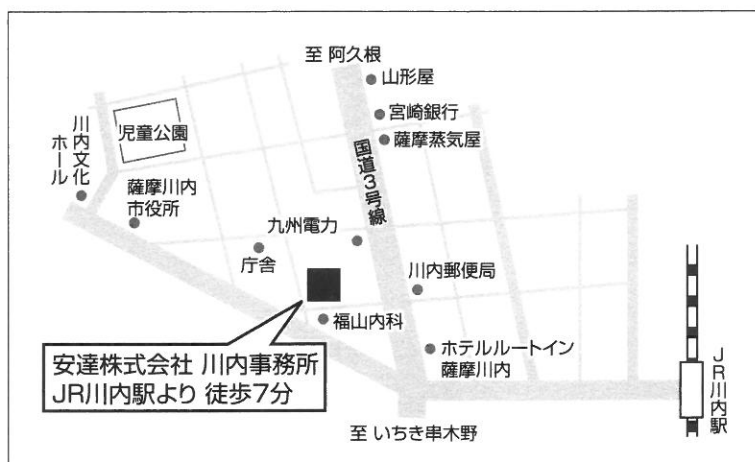 至 阿久根
山形屋
宮崎銀行
薩摩蒸気屋
国道3号線
児童公園
川内文化
ホール
薩摩川内
市役所
九州電力
庁舎
川内郵便局
福山内科
ホテルルートイン
薩摩川内
安達株式会社 川内事務所
JR川内駅より 徒歩7分
至 いちき串木野
JR川内駅